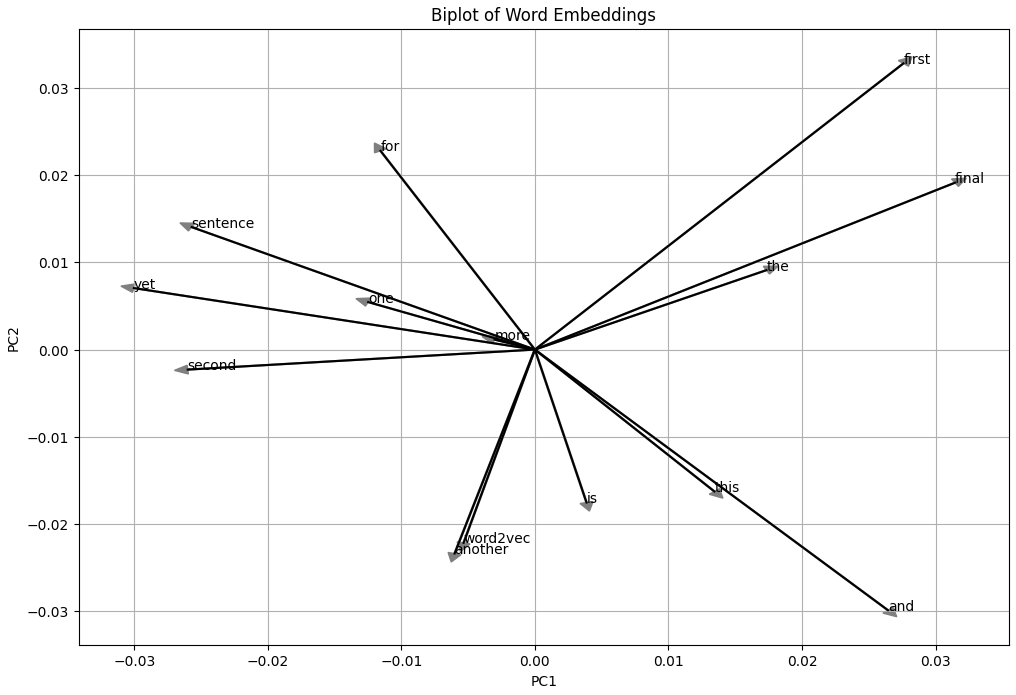 Biplot of Word Embeddings
PC2
0.03
0.02
0.01
0.00
−0.01
−0.02
−0.03
first
for
final
sentence
the
yet
one
more
second
this
is
word2vec
another
and
−0.03
−0.02
−0.01
0.00
0.01
0.02
0.03
PC1